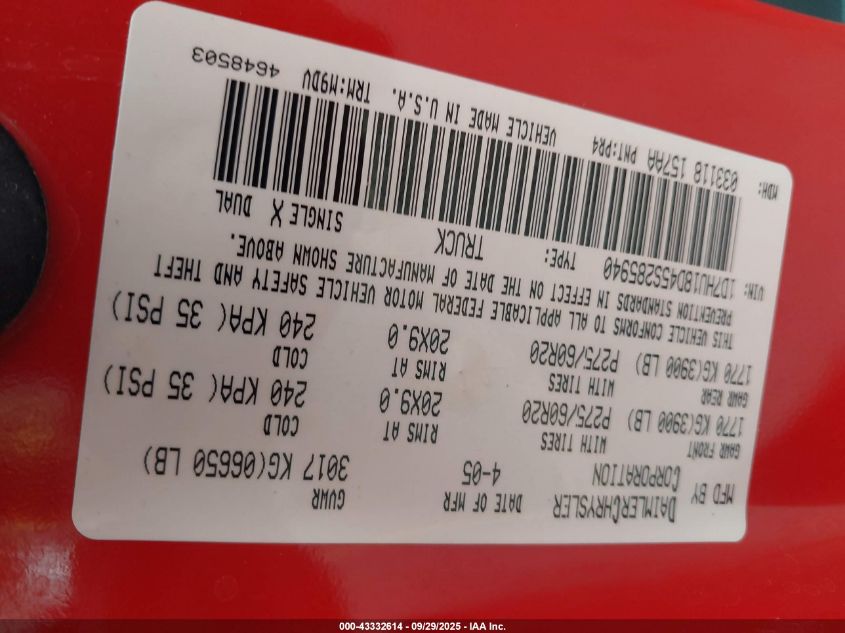 MFD BY DAIMLERCHRYSLER CORPORATION
DATE OF MFR 4-05
GVWR 3017 KG(06650 LB)
GAWR FRONT 1770 KG(3900 LB)
WITH TIRES P275/60R20
RIMS AT 20X9.0
COLD 240 KPA( 35 PSI)
GAWR REAR 1770 KG(3900 LB)
WITH TIRES P275/60R20
RIMS AT 20X9.0
COLD 240 KPA( 35 PSI)
THIS VEHICLE CONFORMS TO ALL APPLICABLE FEDERAL MOTOR VEHICLE SAFETY AND THEFT
PREVENTION STANDARDS IN EFFECT ON THE DATE OF MANUFACTURE SHOWN ABOVE.
VIN: 1D7HU18D45S285940 TYPE: TRUCK SINGLE X DUAL
MDH: 033118 157AA PKT:PR4 VEHICLE MADE IN U.S.A. TRM:M9DV 4648503
000-43332614 - 09/29/2025 - IAA Inc.